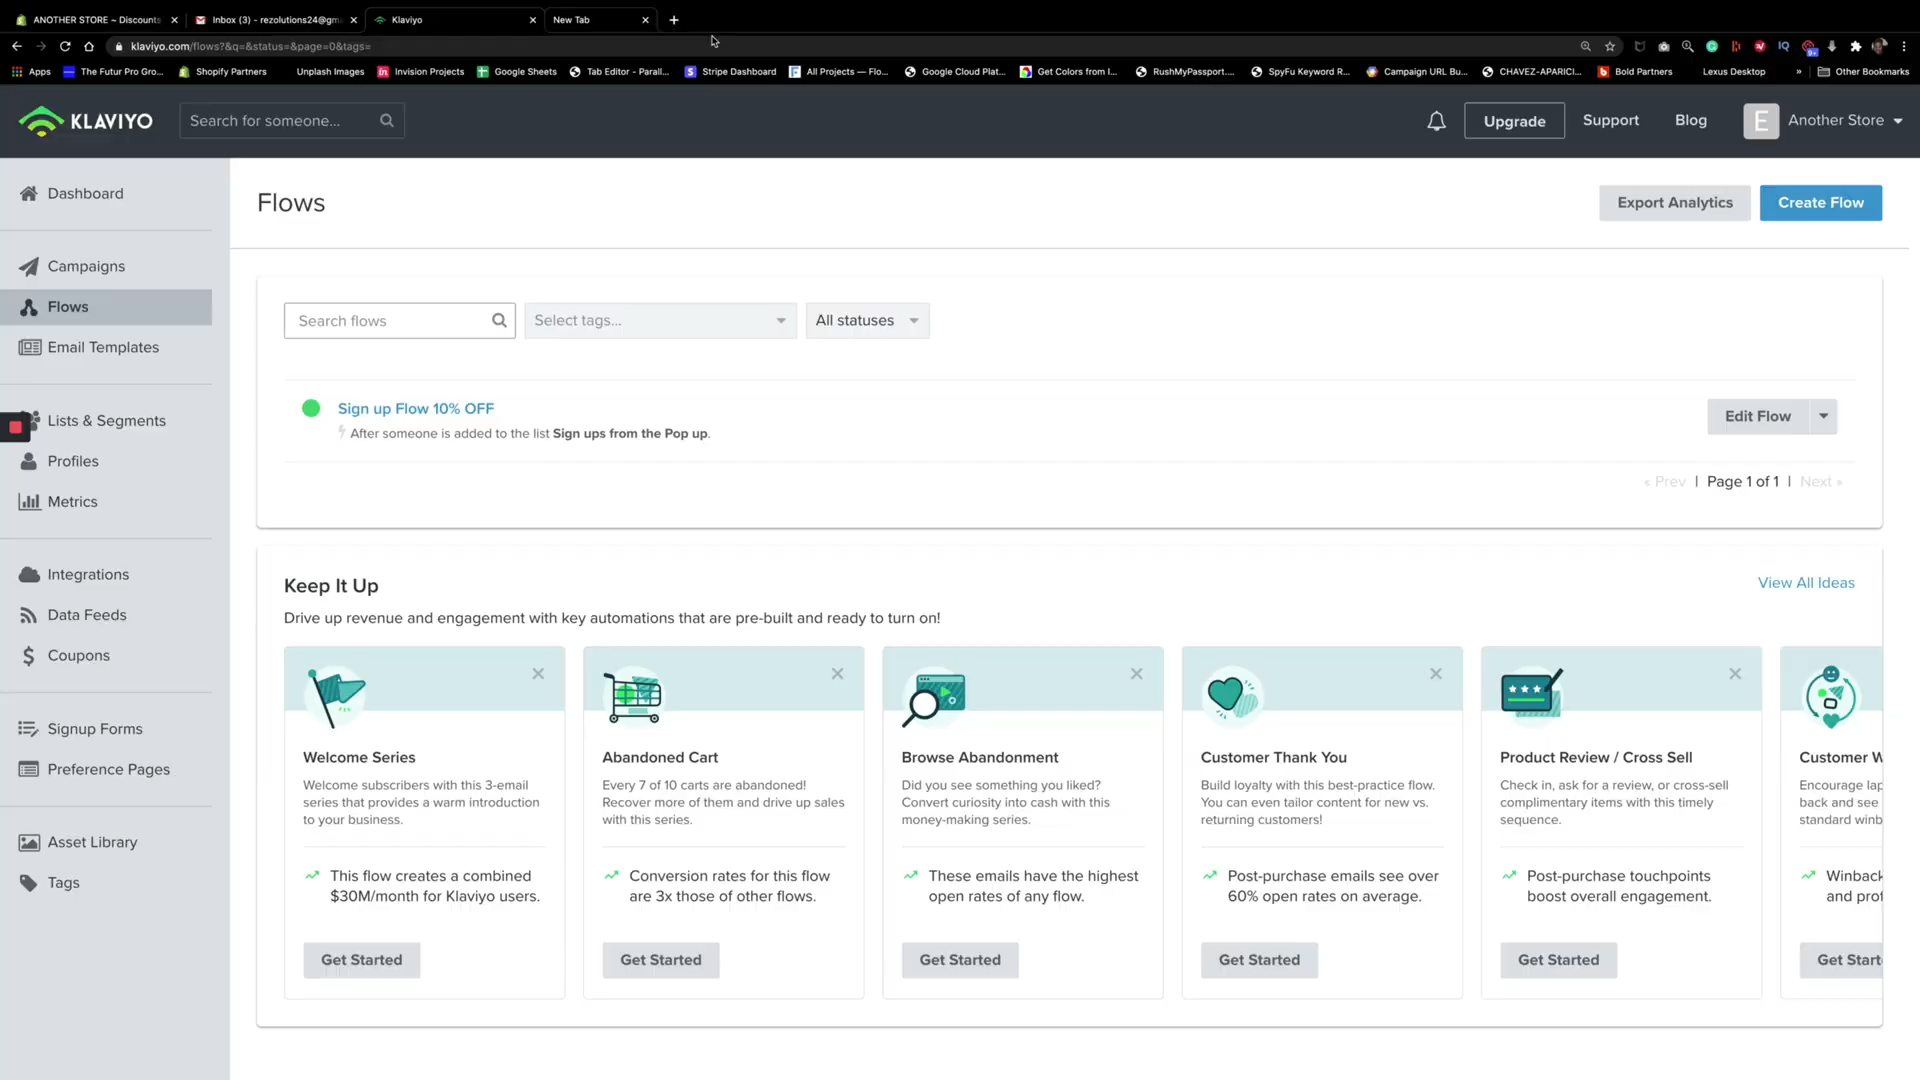 ANOTHER STORE ~ Discounts
Inbox (3) - rezolutions24@gm
Klaviyo
New Tab
klaviyo.com/flows?&q=&status=&page=0&tags=
Apps
The Futur Pro Gro...
Shopify Partners
Unplash Images
Invision Projects
Google Sheets
Tab Editor - Parall...
Stripe Dashboard
All Projects — Flo...
Google Cloud Plat...
Get Colors from I...
RushMyPassport....
SpyFu Keyword R...
Campaign URL Bu...
CHAVEZ-APARICI...
Bold Partners
Lexus Desktop
»
Other Bookmarks
KLAVIYO
Search for someone...
Upgrade
Support
Blog
E
Another Store
Dashboard
Campaigns
Flows
Email Templates
Lists & Segments
Profiles
Metrics
Integrations
Data Feeds
Coupons
Signup Forms
Preference Pages
Asset Library
Tags
Flows
Export Analytics
Create Flow
Search flows
Select tags...
All statuses
Sign up Flow 10% OFF
After someone is added to the list Sign ups from the Pop up.
Edit Flow
« Prev | Page 1 of 1 | Next »
Keep It Up
View All Ideas
Drive up revenue and engagement with key automations that are pre-built and ready to turn on!
Welcome Series
Welcome subscribers with this 3-email
series that provides a warm introduction
to your business.
This flow creates a combined
$30M/month for Klaviyo users.
Get Started
Abandoned Cart
Every 7 of 10 carts are abandoned!
Recover more of them and drive up sales
with this series.
Conversion rates for this flow
are 3x those of other flows.
Get Started
Browse Abandonment
Did you see something you liked?
Convert curiosity into cash with this
money-making series.
These emails have the highest
open rates of any flow.
Get Started
Customer Thank You
Build loyalty with this best-practice flow.
You can even tailor content for new vs.
returning customers!
Post-purchase emails see over
60% open rates on average.
Get Started
Product Review / Cross Sell
Check in, ask for a review, or cross-sell
complimentary items with this timely
sequence.
Post-purchase touchpoints
boost overall engagement.
Get Started
Customer W
Encourage lap
back and see
standard winb
Winback
and prof
Get Start